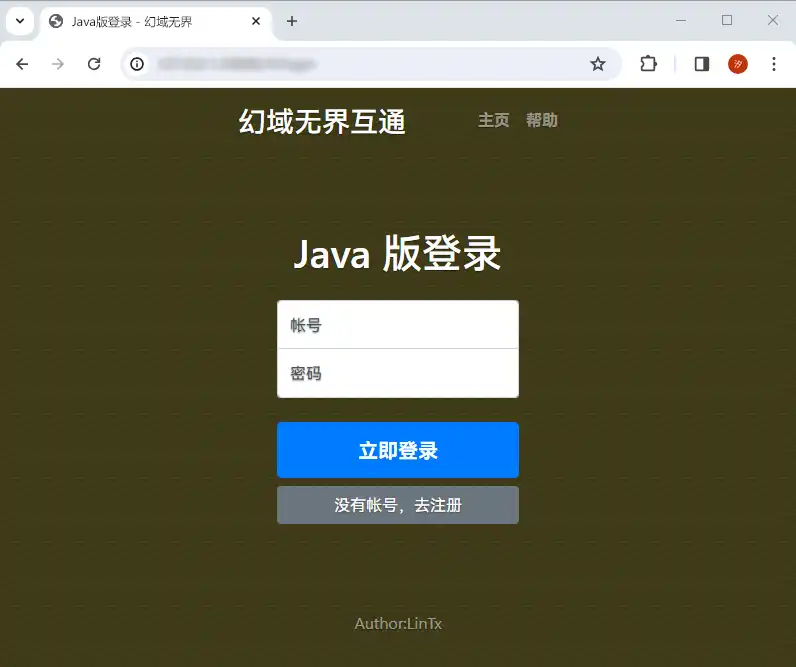 Java版登录 - 幻域无界
幻域无界互通
主页 帮助
Java 版登录
帐号
密码
立即登录
没有帐号，去注册
Author:LinTx